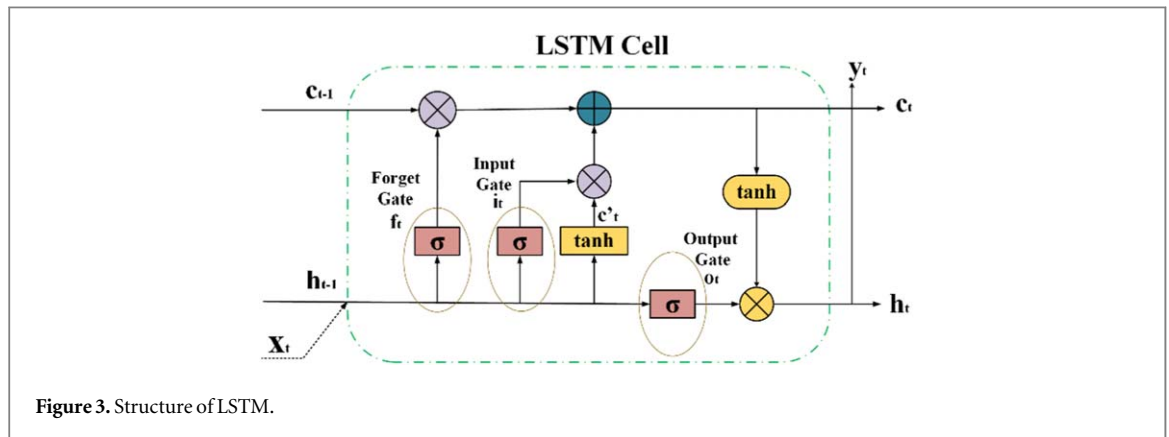 LSTM Cell
yₜ
cₜ₋₁
cₜ
Forget
Gate
fₜ
Input
Gate
iₜ
tanh
c'ₜ
σ
σ
tanh
Output
Gate
oₜ
hₜ₋₁
σ
hₜ
Xₜ
Figure 3. Structure of LSTM.